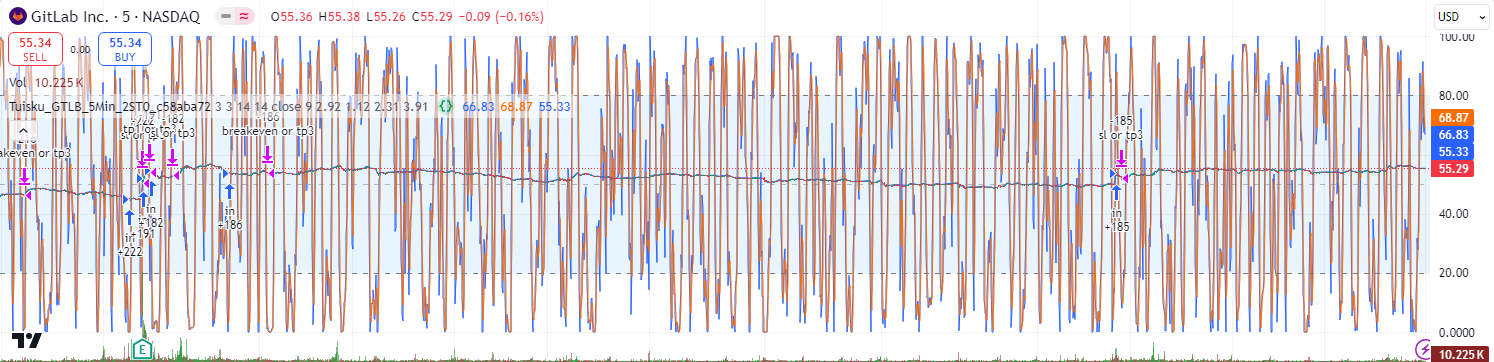 GitLab Inc. · 5 · NASDAQ
O55.36 H55.38 L55.26 C55.29 −0.09 (−0.16%)
USD
55.34
SELL
0.00
55.34
BUY
Vol 10.225K
Tuisku_GTLB_5Min_2ST0_c58aba72 3 3 14 14 close 9 2.92 1.12 2.31 3.91 {} 66.83 68.87 55.33
-182
-186
breakeven or tp3
akeven or tp3
-185
sl or tp3
in
+182
+191
in
+222
in
+186
in
+185
100.00
80.00
68.87
66.83
55.33
55.29
40.00
20.00
0.0000
10.225K
E